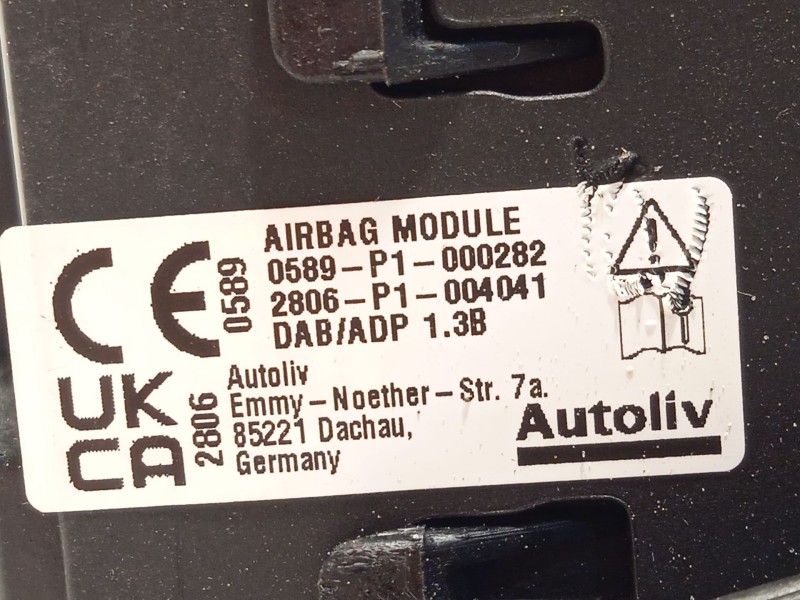 CE 0589
AIRBAG MODULE
0589-P1-000282
2806-P1-004041
DAB/ADP 1.3B
UK
CA 2806
Autoliv
Emmy-Noether-Str. 7a.
85221 Dachau,
Germany
Autoliv